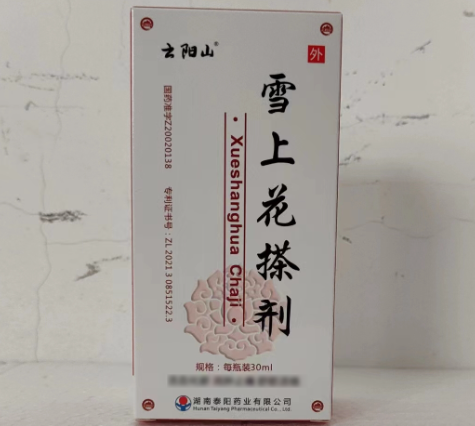 云阳山®
外
雪上花搽剂
• Xueshanghua Chaji •
国药准字Z20020138
专利证书号：ZL 2021 3 0851522.3
规格：每瓶装30ml
湖南泰阳药业有限公司
Hunan Taiyang Pharmaceutical Co., Ltd.